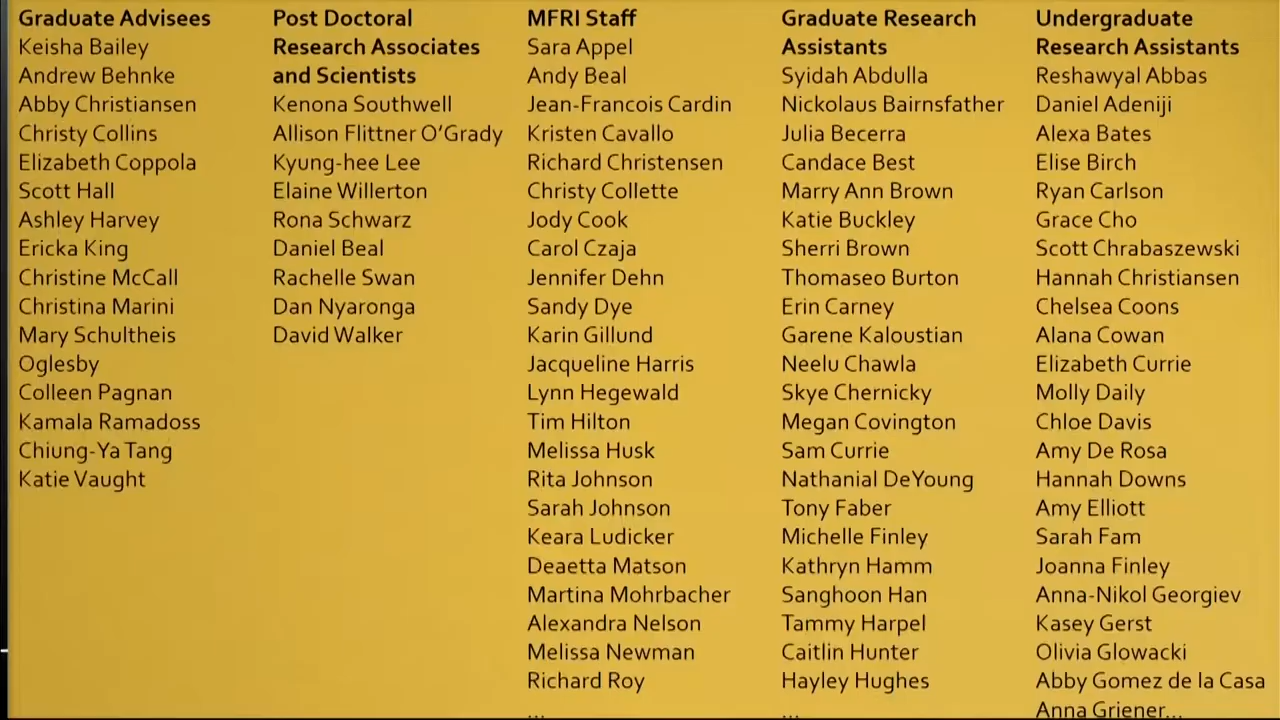 Graduate Advisees
Keisha Bailey
Andrew Behnke
Abby Christiansen
Christy Collins
Elizabeth Coppola
Scott Hall
Ashley Harvey
Ericka King
Christine McCall
Christina Marini
Mary Schultheis
Oglesby
Colleen Pagnan
Kamala Ramadoss
Chiung-Ya Tang
Katie Vaught
Post Doctoral
Research Associates
and Scientists
Kenona Southwell
Allison Flittner O'Grady
Kyung-hee Lee
Elaine Willerton
Rona Schwarz
Daniel Beal
Rachelle Swan
Dan Nyaronga
David Walker
MFRI Staff
Sara Appel
Andy Beal
Jean-Francois Cardin
Kristen Cavallo
Richard Christensen
Christy Collette
Jody Cook
Carol Czaja
Jennifer Dehn
Sandy Dye
Karin Gillund
Jacqueline Harris
Lynn Hegewald
Tim Hilton
Melissa Husk
Rita Johnson
Sarah Johnson
Keara Ludicker
Deaetta Matson
Martina Mohrbacher
Alexandra Nelson
Melissa Newman
Richard Roy
...
Graduate Research
Assistants
Syidah Abdulla
Nickolaus Bairnsfather
Julia Becerra
Candace Best
Marry Ann Brown
Katie Buckley
Sherri Brown
Thomaseo Burton
Erin Carney
Garene Kaloustian
Neelu Chawla
Skye Chernicky
Megan Covington
Sam Currie
Nathanial DeYoung
Tony Faber
Michelle Finley
Kathryn Hamm
Sanghoon Han
Tammy Harpel
Caitlin Hunter
Hayley Hughes
...
Undergraduate
Research Assistants
Reshawyal Abbas
Daniel Adeniji
Alexa Bates
Elise Birch
Ryan Carlson
Grace Cho
Scott Chrabaszewski
Hannah Christiansen
Chelsea Coons
Alana Cowan
Elizabeth Currie
Molly Daily
Chloe Davis
Amy De Rosa
Hannah Downs
Amy Elliott
Sarah Fam
Joanna Finley
Anna-Nikol Georgiev
Kasey Gerst
Olivia Glowacki
Abby Gomez de la Casa
Anna Griener...